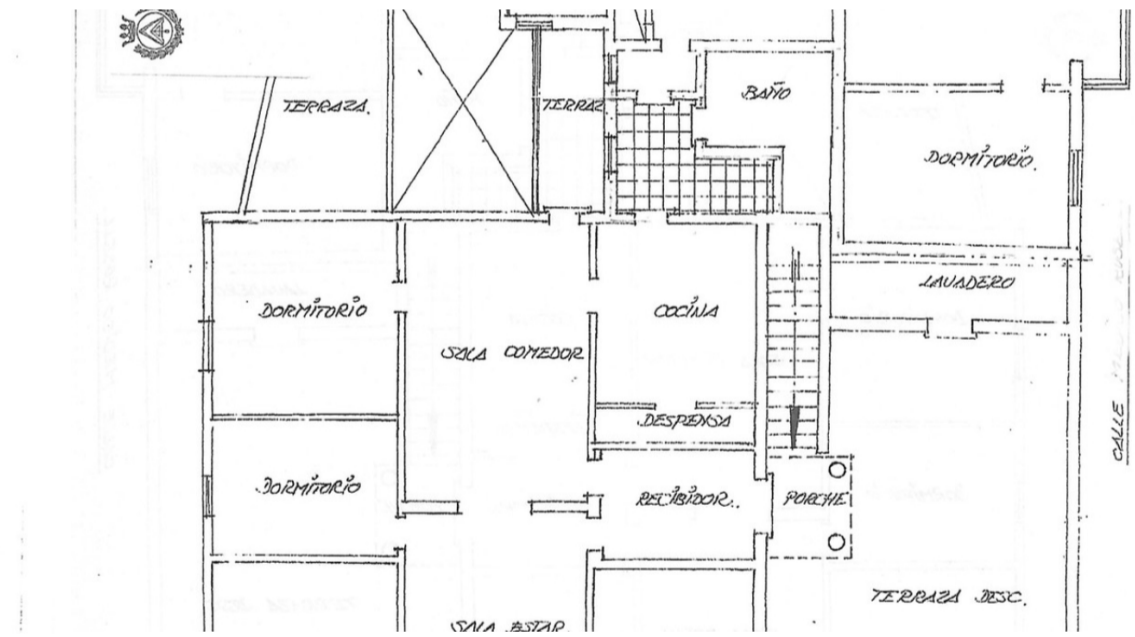 TERRAZA.
TERRAZ
BAÑO
DORMITORIO.
LAVADERO
DORMITORIO
COCINA
SALA COMEDOR
DESPENSA
DORMITORIO
RECIBIDOR..
PORCHE
TERRAZA DESC.
SALA ESTAR.
CALLE